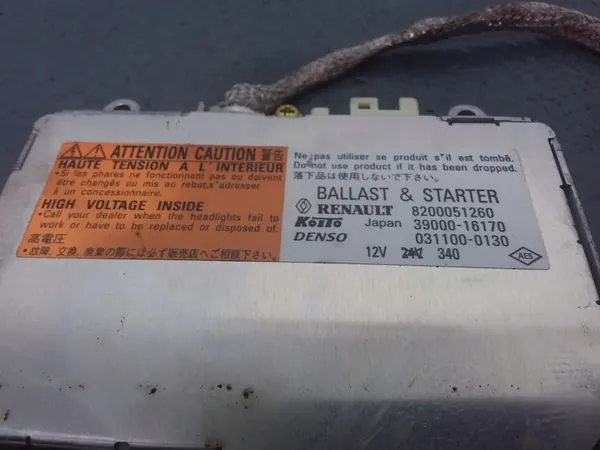 ATTENTION CAUTION 警告
HAUTE TENSION A L'INTERIEUR
•Si les phares ne fonctionnent pas ou doivent
être changés ou mis au rebut,s'adresser
à un concessionnaire.
HIGH VOLTAGE INSIDE
•Call your dealer when the headlights fail to
work or have to be replaced or disposed of.
高電圧
•故障、交換、廃棄の際には必ず販売店へご相談下さい。
Ne pas utiliser se produit s'il est tombé.
Do not use product if it has been dropped.
落下品は使用しないで下さい。
BALLAST & STARTER
RENAULT 8200051260
KOITO Japan 39000-16170
DENSO 031100-0130
12V 340
AES